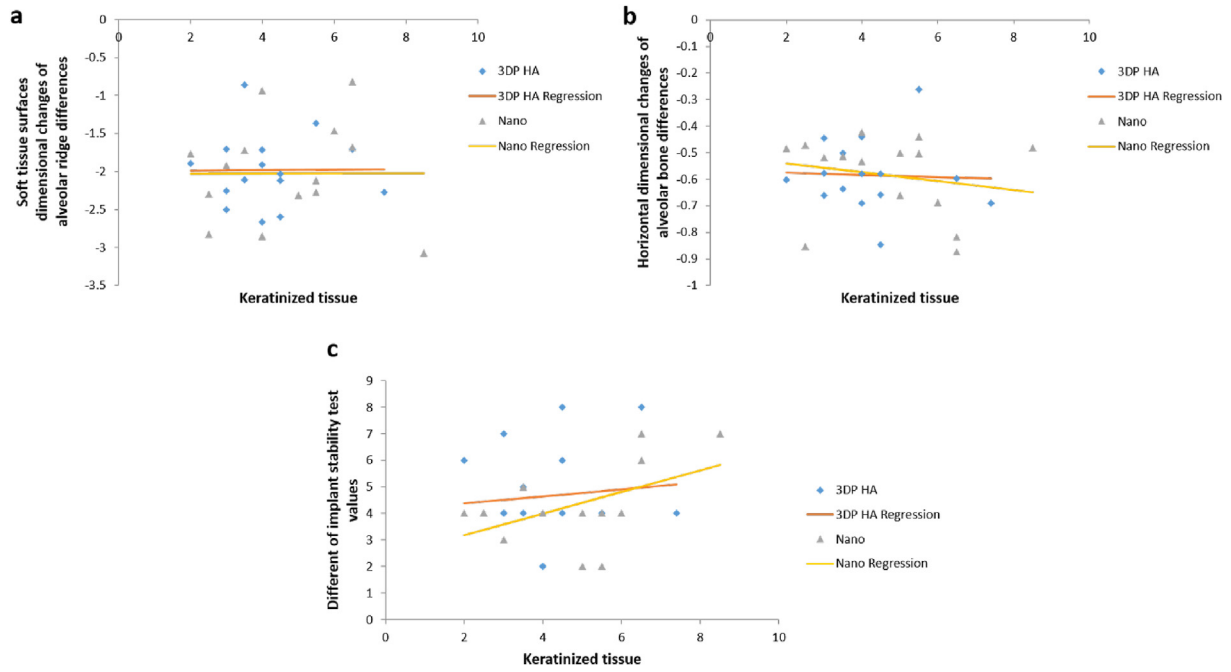 a
0
0 2 4 6 8 10
-0.5
-1
-1.5
-2
-2.5
-3
-3.5
Soft tissue surfaces
dimensional changes of
alveolar ridge differences
Keratinized tissue
3DP HA
3DP HA Regression
Nano
Nano Regression
b
0
0 2 4 6 8 10
-0.1
-0.2
-0.3
-0.4
-0.5
-0.6
-0.7
-0.8
-0.9
-1
Horizontal dimensional changes of
alveolar bone differences
Keratinized tissue
3DP HA
3DP HA Regression
Nano
Nano Regression
c
9
8
7
6
5
4
3
2
1
0
0 2 4 6 8 10
Different of implant stability test
values
Keratinized tissue
3DP HA
3DP HA Regression
Nano
Nano Regression